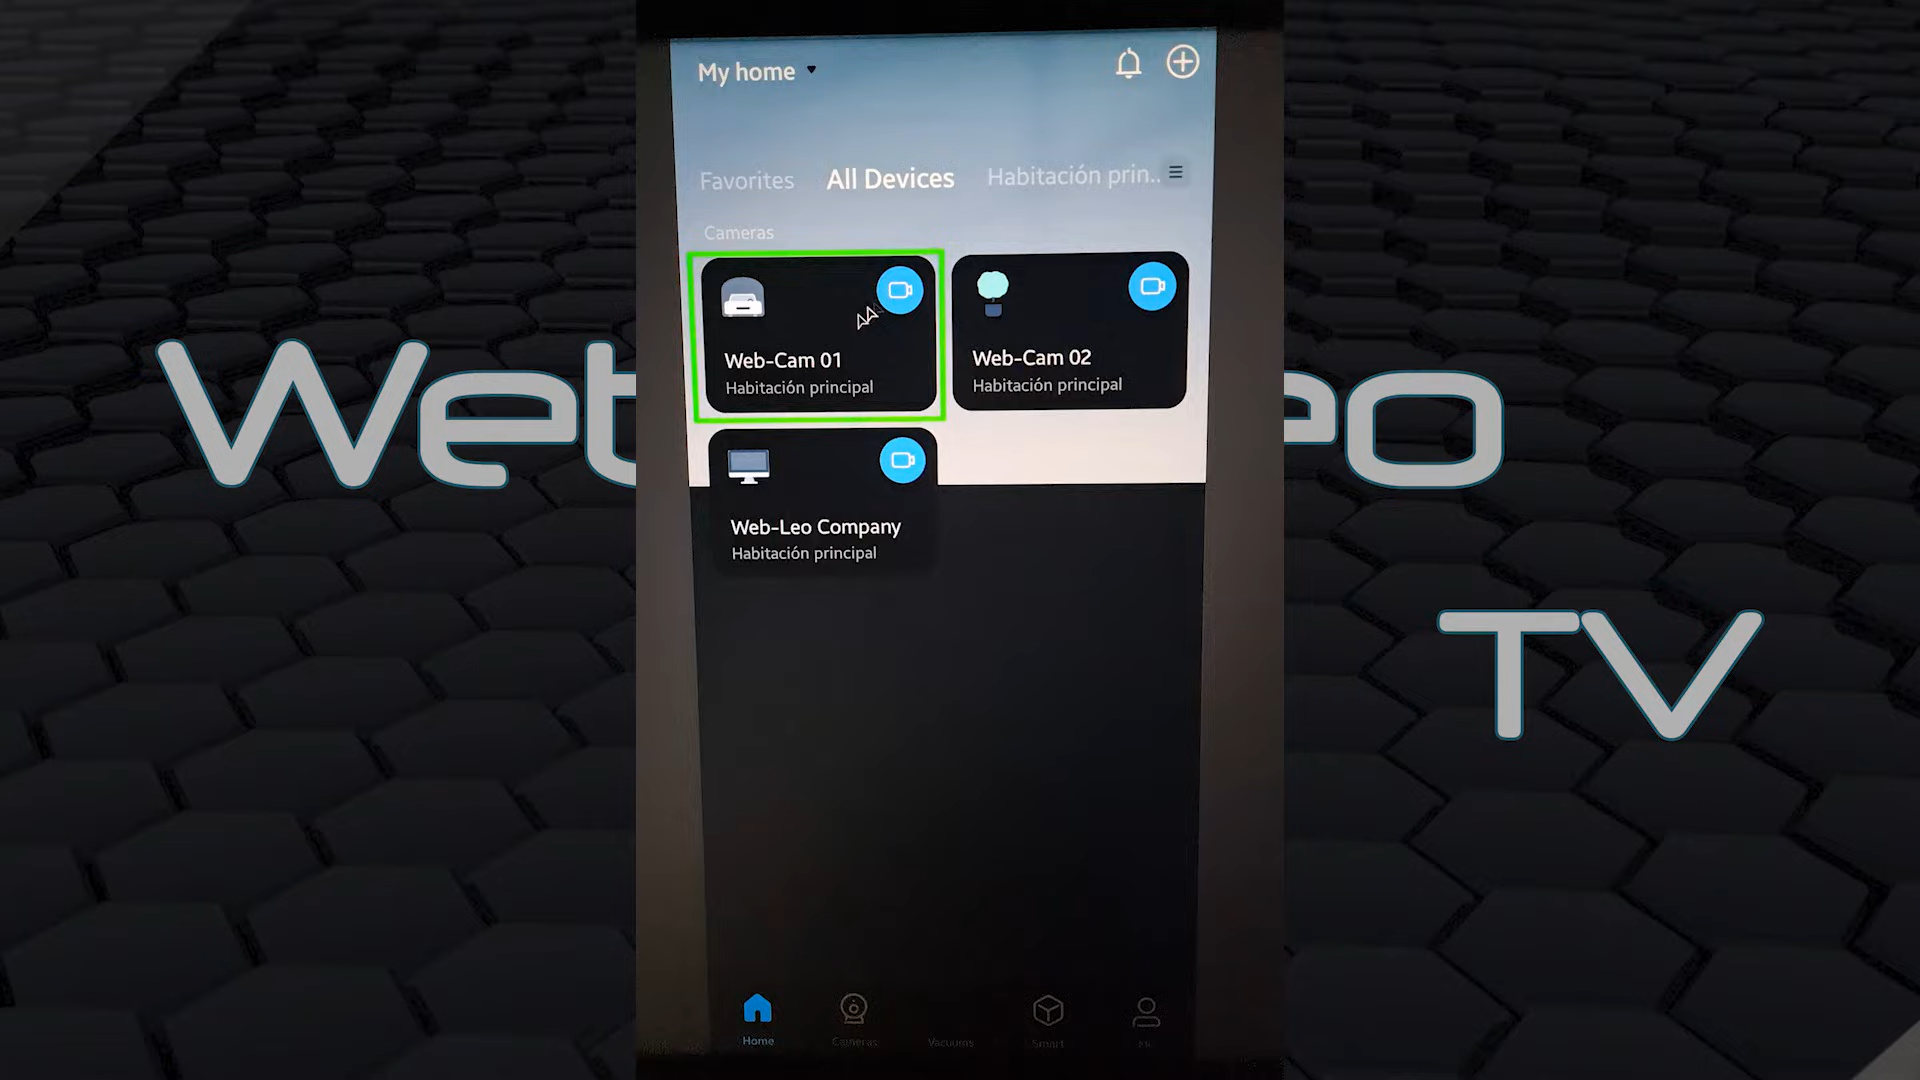 My home
Favorites
All Devices
Habitación prin..
Cameras
Web-Cam 01
Habitación principal
Web-Cam 02
Habitación principal
Web-Leo Company
Habitación principal
We
eo
TV
Home
Cameras
Vacuums
Smart